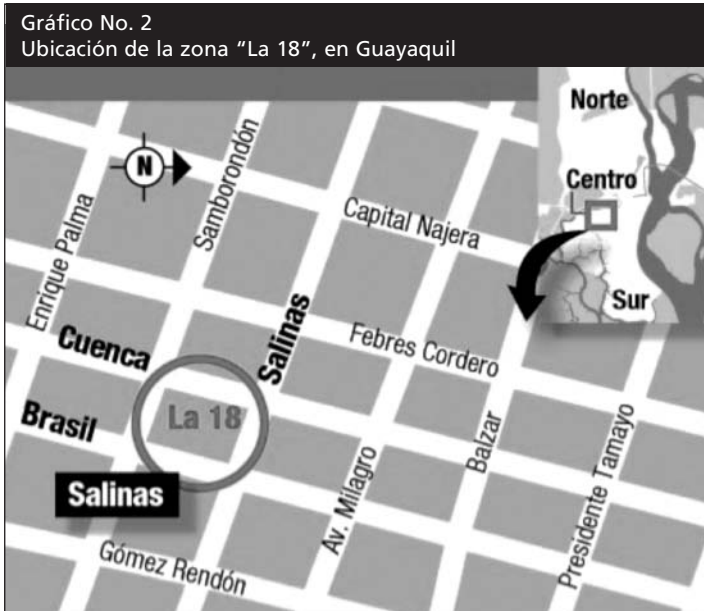 Gráfico No. 2
Ubicación de la zona “La 18”, en Guayaquil
N
Norte
Centro
Sur
Enrique Palma
Samborondón
Capital Najera
Salinas
Febres Cordero
Cuenca
Brasil
La 18
Salinas
Av. Milagro
Balzar
Presidente Tamayo
Gómez Rendón